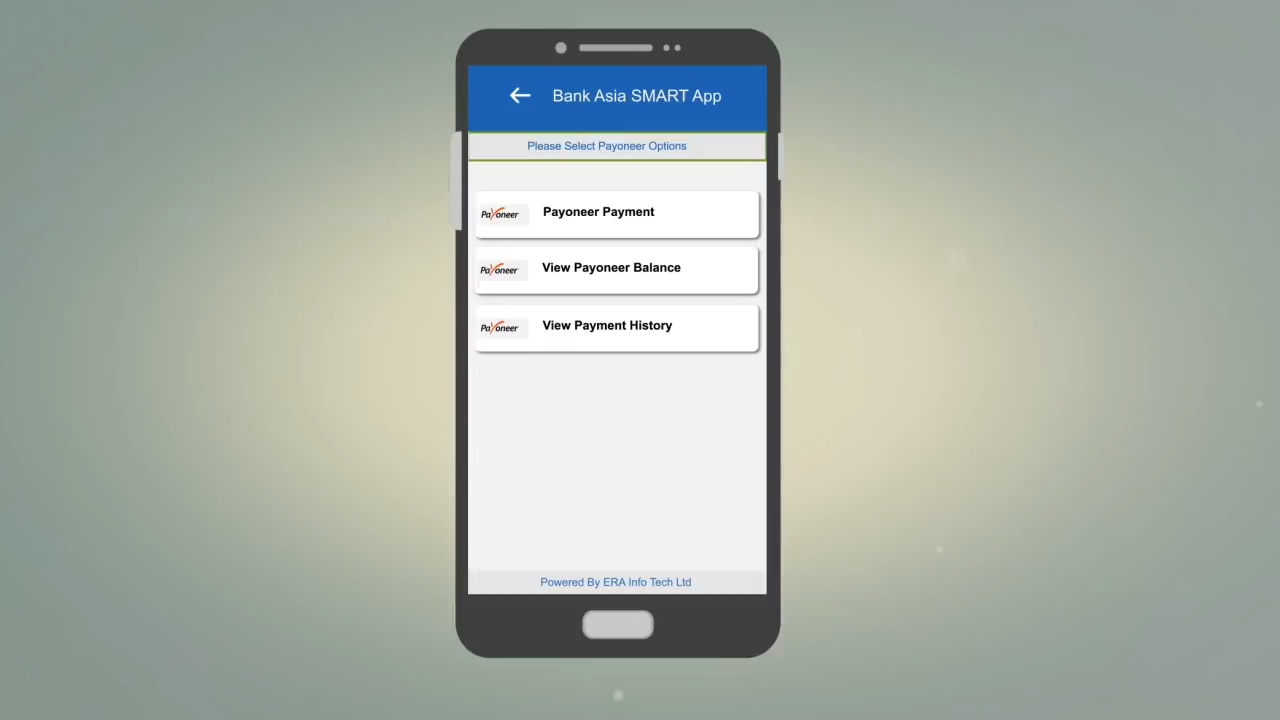 Bank Asia SMART App
Please Select Payoneer Options
Payoneer Payoneer Payment
Payoneer View Payoneer Balance
Payoneer View Payment History
Powered By ERA Info Tech Ltd